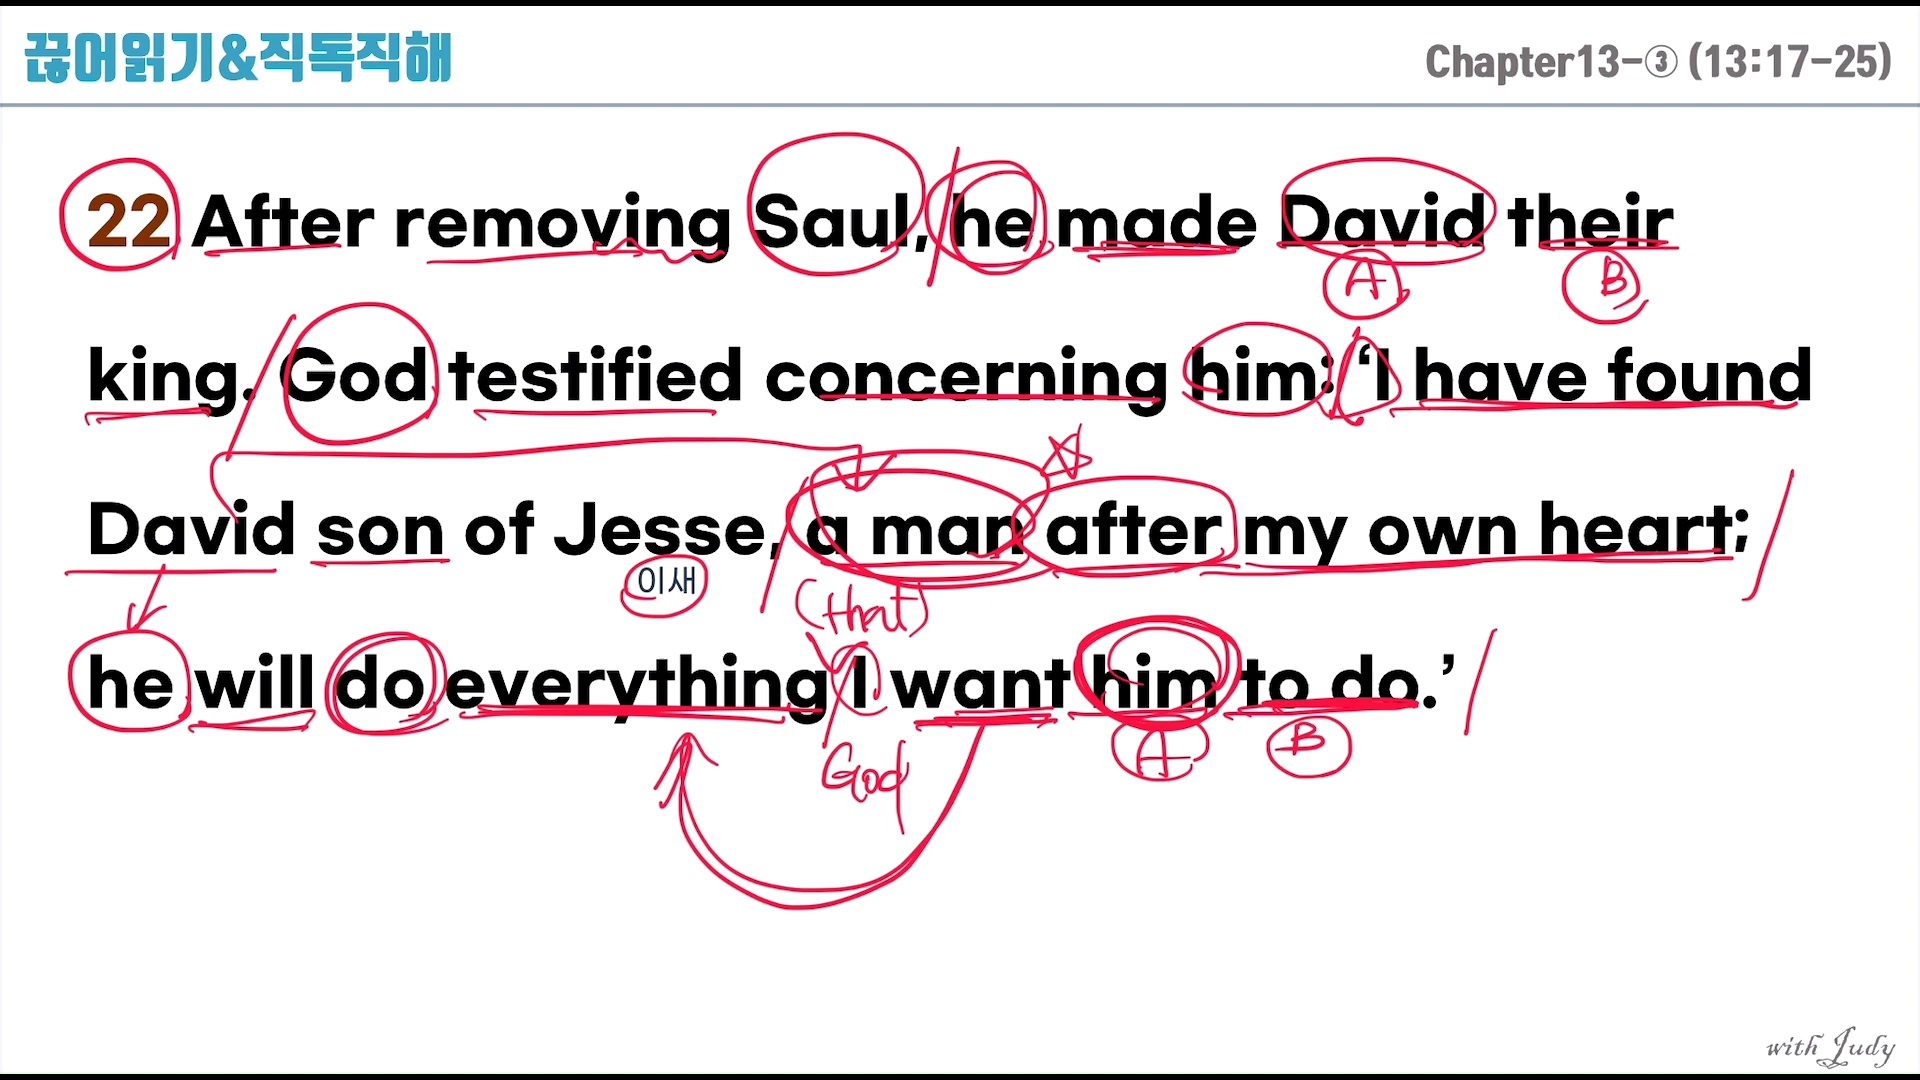 끊어읽기&직독직해
Chapter13-③ (13:17-25)
22 After removing Saul, he made David their
A B
king. God testified concerning him: ‘I have found
David son of Jesse, a man after my own heart;
이새
(that)
he will do everything I want him to do.’
God A B
with Judy